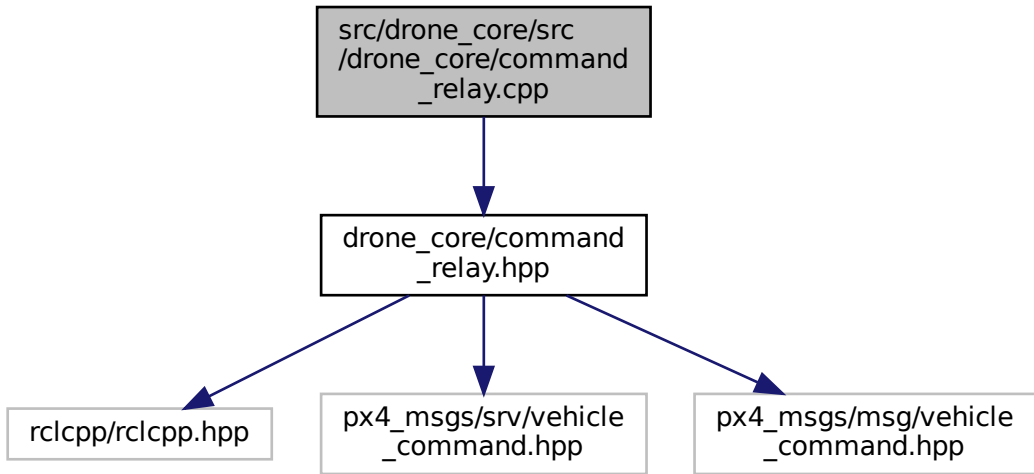 src/drone_core/src
/drone_core/command
_relay.cpp
drone_core/command
_relay.hpp
rclcpp/rclcpp.hpp
px4_msgs/srv/vehicle
_command.hpp
px4_msgs/msg/vehicle
_command.hpp